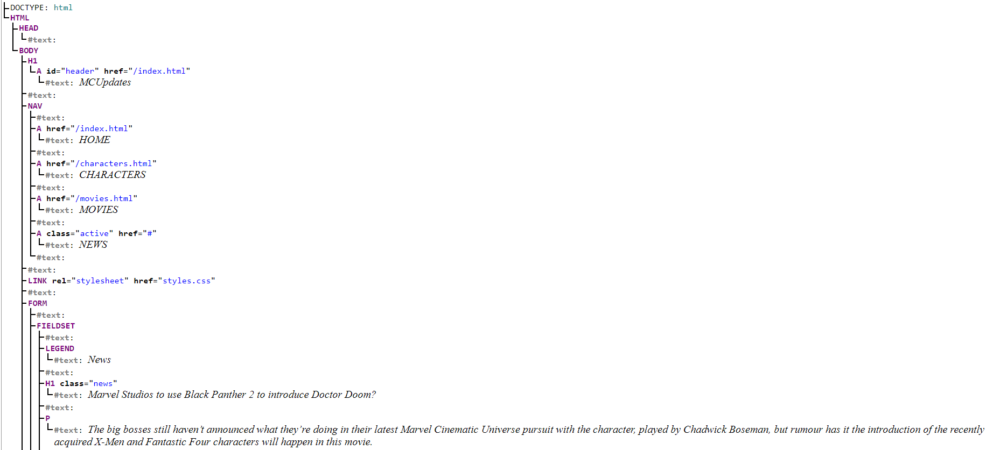 DOCTYPE: html
HTML
HEAD
#text:
BODY
H1
A id="header" href="/index.html"
#text: MCUpdates
#text:
NAV
#text:
A href="/index.html"
#text: HOME
#text:
A href="/characters.html"
#text: CHARACTERS
#text:
A href="/movies.html"
#text: MOVIES
#text:
A class="active" href="#"
#text: NEWS
#text:
#text:
LINK rel="stylesheet" href="styles.css"
#text:
FORM
#text:
FIELDSET
#text:
LEGEND
#text: News
#text:
H1 class="news"
#text: Marvel Studios to use Black Panther 2 to introduce Doctor Doom?
#text:
P
#text: The big bosses still haven’t announced what they’re doing in their latest Marvel Cinematic Universe pursuit with the character, played by Chadwick Boseman, but rumour has it the introduction of the recently
acquired X-Men and Fantastic Four characters will happen in this movie.